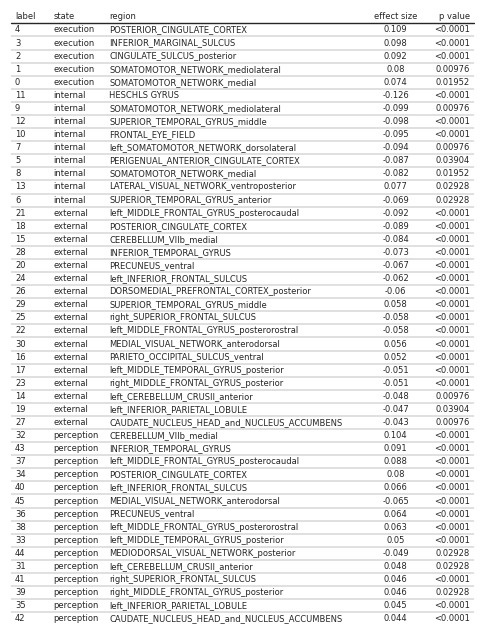 label state region effect size p value
4 execution POSTERIOR_CINGULATE_CORTEX 0.109 <0.0001
3 execution INFERIOR_MARGINAL_SULCUS 0.098 <0.0001
2 execution CINGULATE_SULCUS_posterior 0.092 <0.0001
1 execution SOMATOMOTOR_NETWORK_mediolateral 0.08 0.00976
0 execution SOMATOMOTOR_NETWORK_medial 0.074 0.01952
11 internal HESCHLS GYRUS -0.126 <0.0001
9 internal SOMATOMOTOR_NETWORK_mediolateral -0.099 0.00976
12 internal SUPERIOR_TEMPORAL_GYRUS_middle -0.098 <0.0001
10 internal FRONTAL_EYE_FIELD -0.095 <0.0001
7 internal left_SOMATOMOTOR_NETWORK_dorsolateral -0.094 0.00976
5 internal PERIGENUAL_ANTERIOR_CINGULATE_CORTEX -0.087 0.03904
8 internal SOMATOMOTOR_NETWORK_medial -0.082 0.01952
13 internal LATERAL_VISUAL_NETWORK_ventroposterior 0.077 0.02928
6 internal SUPERIOR_TEMPORAL_GYRUS_anterior -0.069 0.02928
21 external left_MIDDLE_FRONTAL_GYRUS_posterocaudal -0.092 <0.0001
18 external POSTERIOR_CINGULATE_CORTEX -0.089 <0.0001
15 external CEREBELLUM_VIIb_medial -0.084 <0.0001
28 external INFERIOR_TEMPORAL_GYRUS -0.073 <0.0001
20 external PRECUNEUS_ventral -0.067 <0.0001
24 external left_INFERIOR_FRONTAL_SULCUS -0.062 <0.0001
26 external DORSOMEDIAL_PREFRONTAL_CORTEX_posterior -0.06 <0.0001
29 external SUPERIOR_TEMPORAL_GYRUS_middle 0.058 <0.0001
25 external right_SUPERIOR_FRONTAL_SULCUS -0.058 <0.0001
22 external left_MIDDLE_FRONTAL_GYRUS_posterorostral -0.058 <0.0001
30 external MEDIAL_VISUAL_NETWORK_anterodorsal 0.056 <0.0001
16 external PARIETO_OCCIPITAL_SULCUS_ventral 0.052 <0.0001
17 external left_MIDDLE_TEMPORAL_GYRUS_posterior -0.051 <0.0001
23 external right_MIDDLE_FRONTAL_GYRUS_posterior -0.051 <0.0001
14 external left_CEREBELLUM_CRUSII_anterior -0.048 0.00976
19 external left_INFERIOR_PARIETAL_LOBULE -0.047 0.03904
27 external CAUDATE_NUCLEUS_HEAD_and_NUCLEUS_ACCUMBENS -0.043 0.00976
32 perception CEREBELLUM_VIIb_medial 0.104 <0.0001
43 perception INFERIOR_TEMPORAL_GYRUS 0.091 <0.0001
37 perception left_MIDDLE_FRONTAL_GYRUS_posterocaudal 0.088 <0.0001
34 perception POSTERIOR_CINGULATE_CORTEX 0.08 <0.0001
40 perception left_INFERIOR_FRONTAL_SULCUS 0.066 <0.0001
45 perception MEDIAL_VISUAL_NETWORK_anterodorsal -0.065 <0.0001
36 perception PRECUNEUS_ventral 0.064 <0.0001
38 perception left_MIDDLE_FRONTAL_GYRUS_posterorostral 0.063 <0.0001
33 perception left_MIDDLE_TEMPORAL_GYRUS_posterior 0.05 <0.0001
44 perception MEDIODORSAL_VISUAL_NETWORK_posterior -0.049 0.02928
31 perception left_CEREBELLUM_CRUSII_anterior 0.048 0.02928
41 perception right_SUPERIOR_FRONTAL_SULCUS 0.046 <0.0001
39 perception right_MIDDLE_FRONTAL_GYRUS_posterior 0.046 0.02928
35 perception left_INFERIOR_PARIETAL_LOBULE 0.045 <0.0001
42 perception CAUDATE_NUCLEUS_HEAD_and_NUCLEUS_ACCUMBENS 0.044 <0.0001